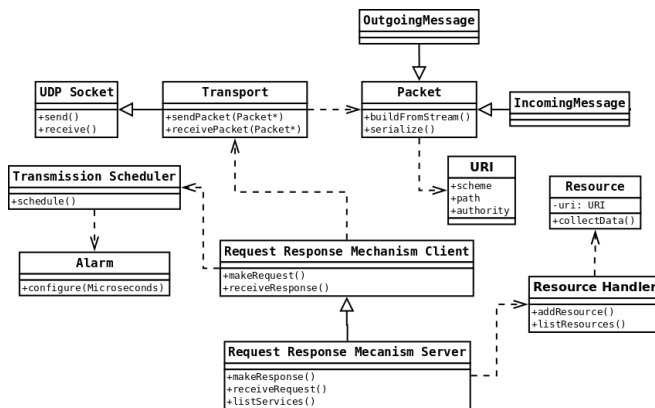 OutgoingMessage
UDP Socket
+send()
+receive()
Transport
+sendPacket(Packet*)
+receivePacket(Packet*)
Packet
+buildFromStream()
+serialize()
IncomingMessage
Transmission Scheduler
+schedule()
URI
+scheme
+path
+authority
Resource
-uri: URI
+collectData()
Alarm
+configure(Microseconds)
Request Response Mechanism Client
+makeRequest()
+receiveResponse()
Resource Handler
+addResource()
+listResources()
Request Response Mecanism Server
+makeResponse()
+receiveRequest()
+listServices()